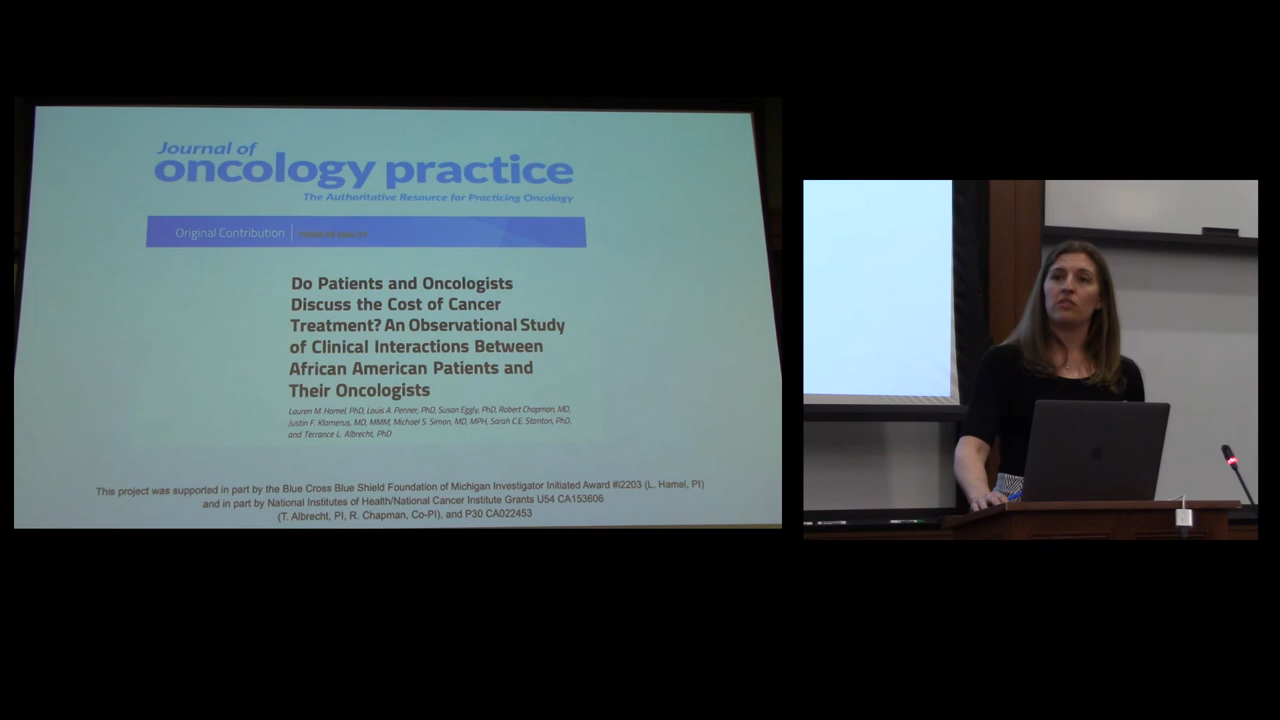 Journal of
oncology practice
The Authoritative Resource for Practicing Oncology
Original Contribution
Do Patients and Oncologists
Discuss the Cost of Cancer
Treatment? An Observational Study
of Clinical Interactions Between
African American Patients and
Their Oncologists
Lauren M. Hamel, PhD, Louis A. Penner, PhD, Susan Eggly, PhD, Robert Chapman, MD,
Justin F. Klamerus, MD, MMM, Michael S. Simon, MD, MPH, Sarah C.E. Stanton, PhD,
and Terrance L. Albrecht, PhD
This project was supported in part by the Blue Cross Blue Shield Foundation of Michigan Investigator Initiated Award #i2203 (L. Hamel, PI)
and in part by National Institutes of Health/National Cancer Institute Grants U54 CA153606
(T. Albrecht, PI, R. Chapman, Co-PI), and P30 CA022453